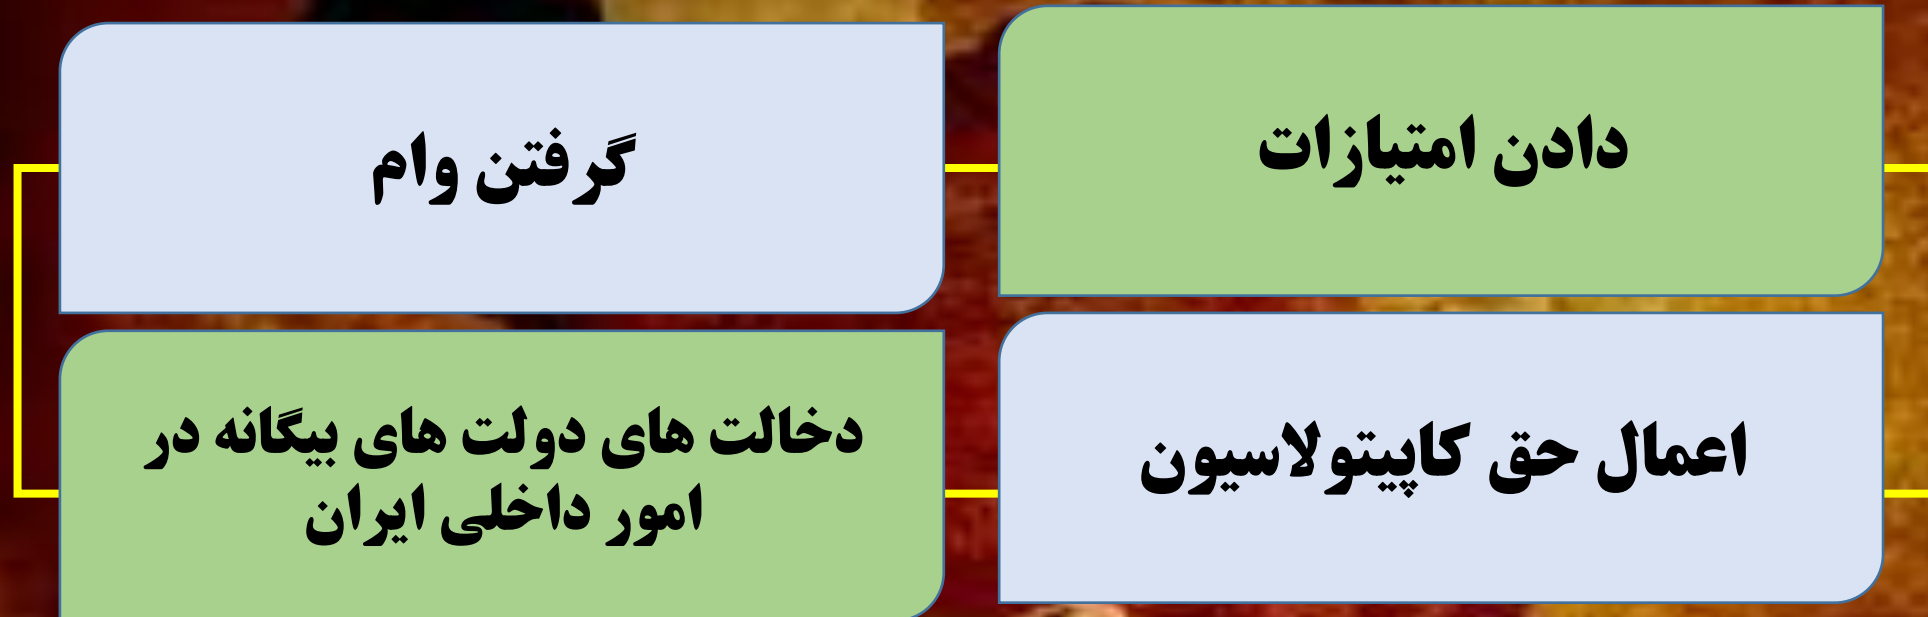 دادن امتیازات
گرفتن وام
اعمال حق کاپیتولاسیون
دخالت های دولت های بیگانه در
امور داخلی ایران